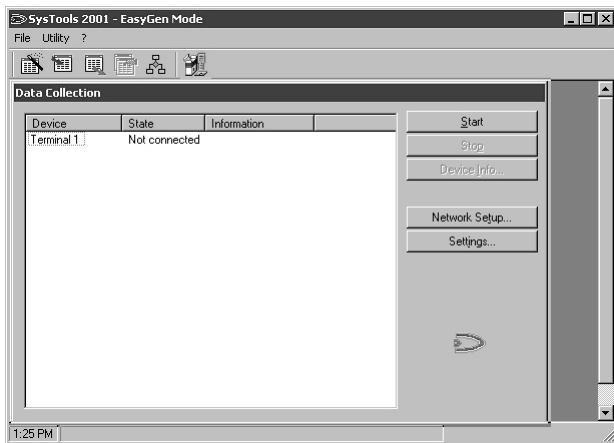 SysTools 2001 - EasyGen Mode
File Utility ?
Data Collection
Device State Information
Terminal 1 Not connected
Start
Stop
Device Info...
Network Setup...
Settings...
1:25 PM